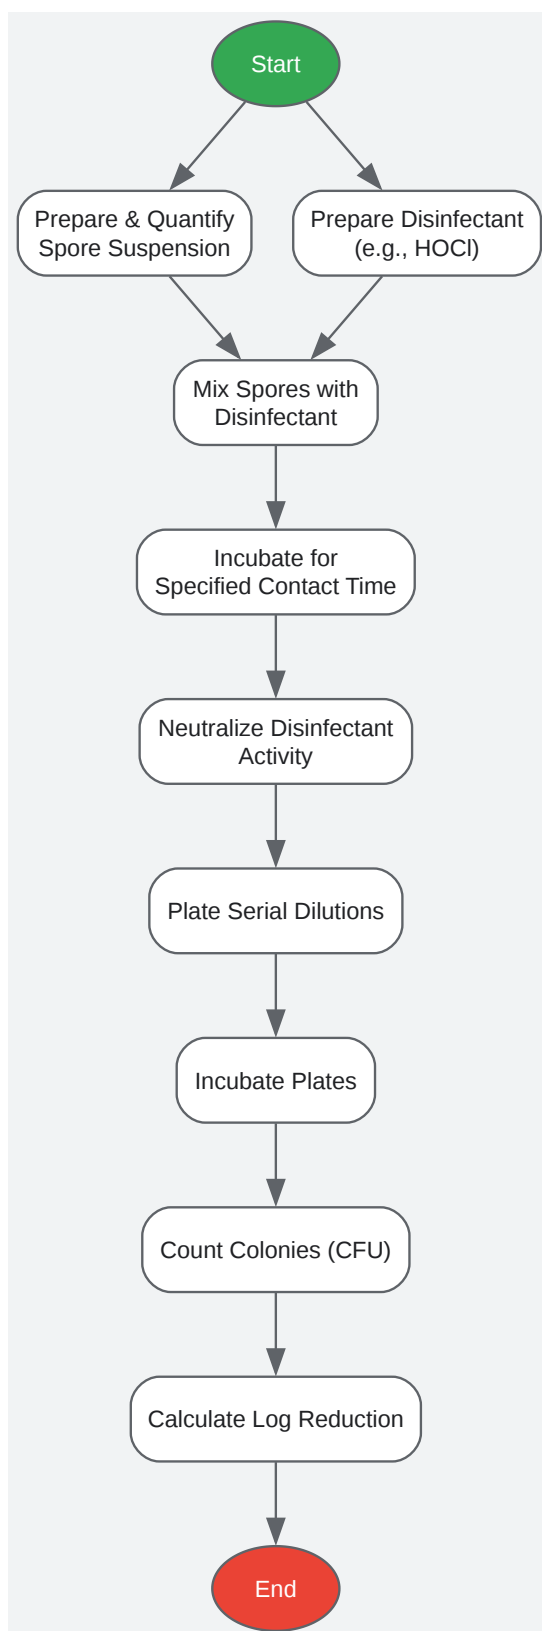 Start
Prepare & Quantify
Spore Suspension
Prepare Disinfectant
(e.g., HOCl)
Mix Spores with
Disinfectant
Incubate for
Specified Contact Time
Neutralize Disinfectant
Activity
Plate Serial Dilutions
Incubate Plates
Count Colonies (CFU)
Calculate Log Reduction
End